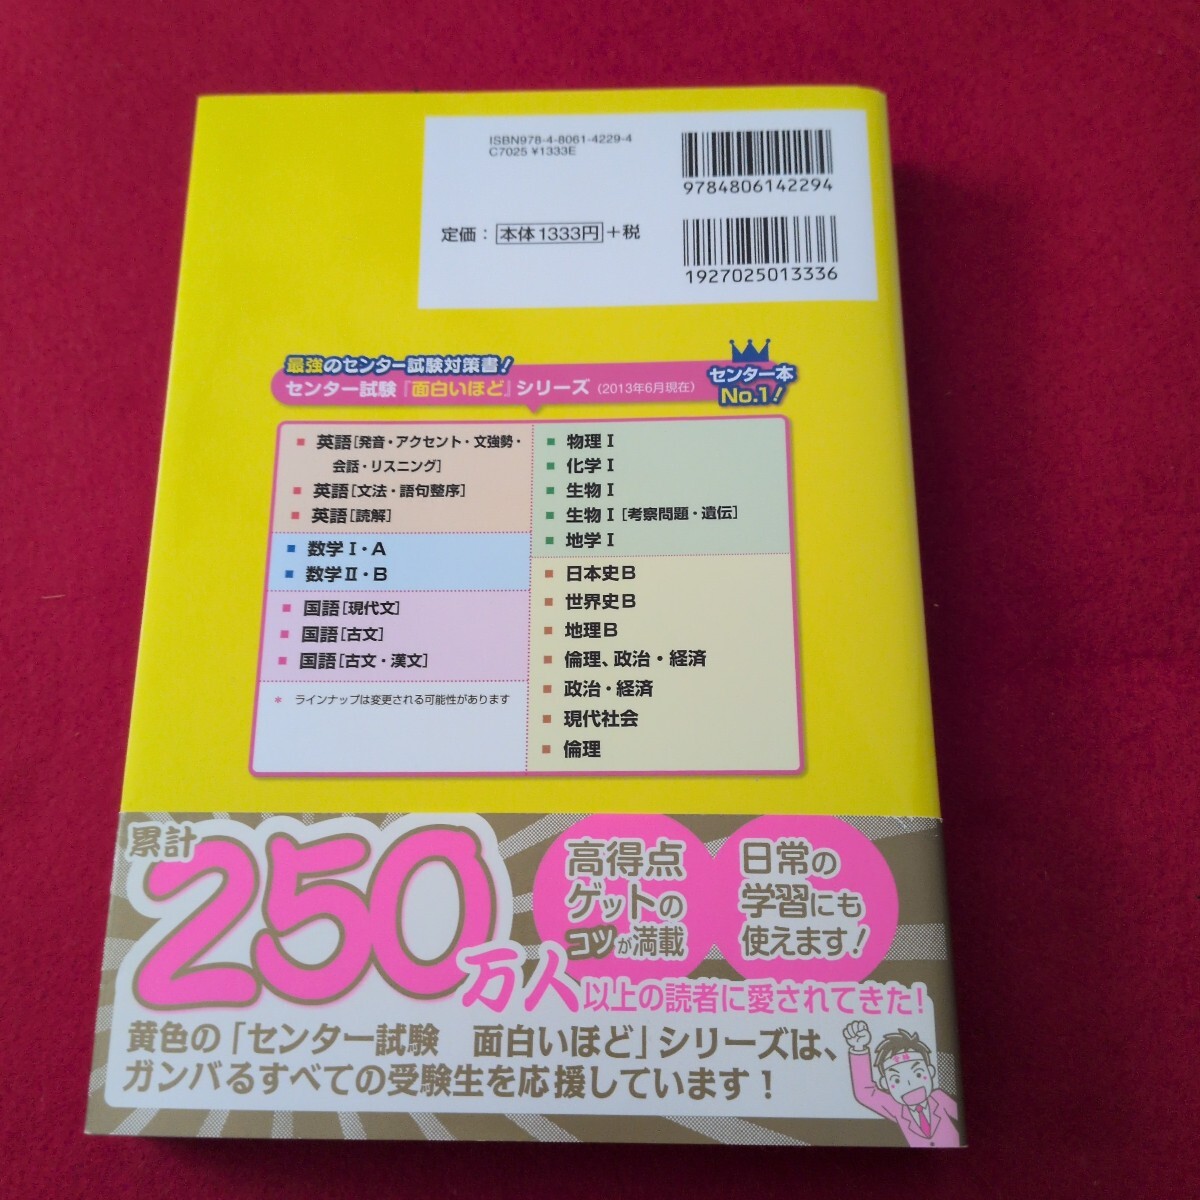 ISBN978-4-8061-4229-4
C7025 ¥1333E
9784806142294
定価：本体1333円+税
1927025013336
最強のセンター試験対策書！
センター試験『面白いほど』シリーズ（2013年6月現在）
センター本
No.1！
英語［発音・アクセント・文強勢・
会話・リスニング］
英語［文法・語句整序］
英語［読解］
数学Ⅰ・A
数学Ⅱ・B
国語［現代文］
国語［古文］
国語［古文・漢文］
＊ ラインナップは変更される可能性があります
物理Ⅰ
化学Ⅰ
生物Ⅰ
生物Ⅰ［考察問題・遺伝］
地学Ⅰ
日本史B
世界史B
地理B
倫理、政治・経済
政治・経済
現代社会
倫理
累計
250
万人以上の読者に愛されてきた！
高得点
ゲットの
コツが満載
日常の
学習にも
使えます！
黄色の「センター試験　面白いほど」シリーズは、
ガンバるすべての受験生を応援しています！
合格